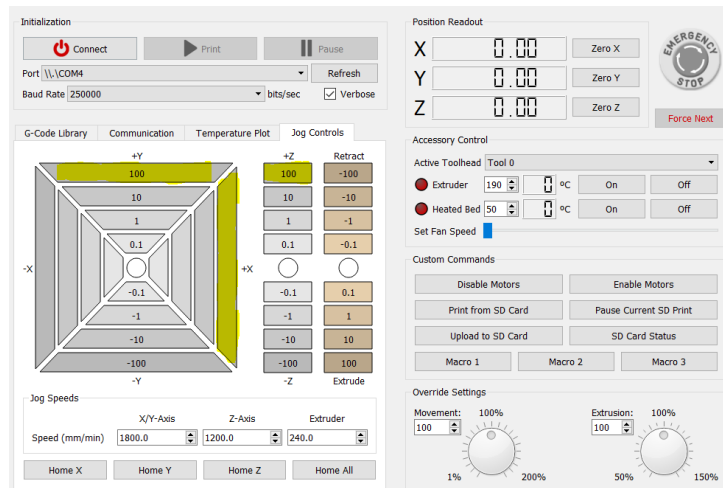 Initialization
Connect
Print
Pause
Port \\.\COM4
Refresh
Baud Rate 250000
bits/sec
Verbose
G-Code Library
Communication
Temperature Plot
Jog Controls
+Y
+Z
Retract
100
100
-100
10
10
-10
1
1
-1
0.1
0.1
-0.1
-X
+X
-0.1
-0.1
0.1
-1
-1
1
-10
-10
10
-100
-100
100
-Y
-Z
Extrude
Jog Speeds
X/Y-Axis
Z-Axis
Extruder
Speed (mm/min)
1800.0
1200.0
240.0
Home X
Home Y
Home Z
Home All
Position Readout
X 0.00 Zero X
Y 0.00 Zero Y
Z 0.00 Zero Z
EMERGENCY
STOP
Force Next
Accessory Control
Active Toolhead Tool 0
Extruder 190 0 ºC On Off
Heated Bed 50 0 ºC On Off
Set Fan Speed
Custom Commands
Disable Motors
Enable Motors
Print from SD Card
Pause Current SD Print
Upload to SD Card
SD Card Status
Macro 1
Macro 2
Macro 3
Override Settings
Movement: 100%
100
1%
200%
Extrusion: 100%
100
50%
150%